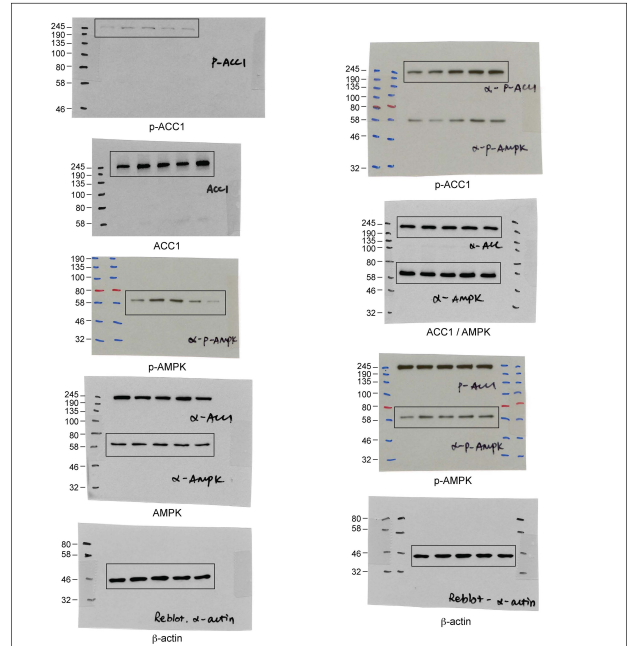 245
190
135
100
80
58
46
P-ACC1
p-ACC1
245
190
135
100
80
58
ACC1
ACC1
190
135
100
80
58
46
32
α-p-AMPK
p-AMPK
245
190
135
100
80
58
46
32
α-ACC1
α-AMPK
AMPK
80
58
46
32
Reblot. α-actin
β-actin
245
190
135
100
80
58
46
32
α-P-ACC1
α-p-AMPK
p-ACC1
245
190
135
100
80
58
46
32
α-ACC
α-AMPK
ACC1 / AMPK
245
190
135
100
80
58
46
32
P-ACC1
α-p-AMPK
p-AMPK
80
58
46
32
Reblot - α-actin
β-actin